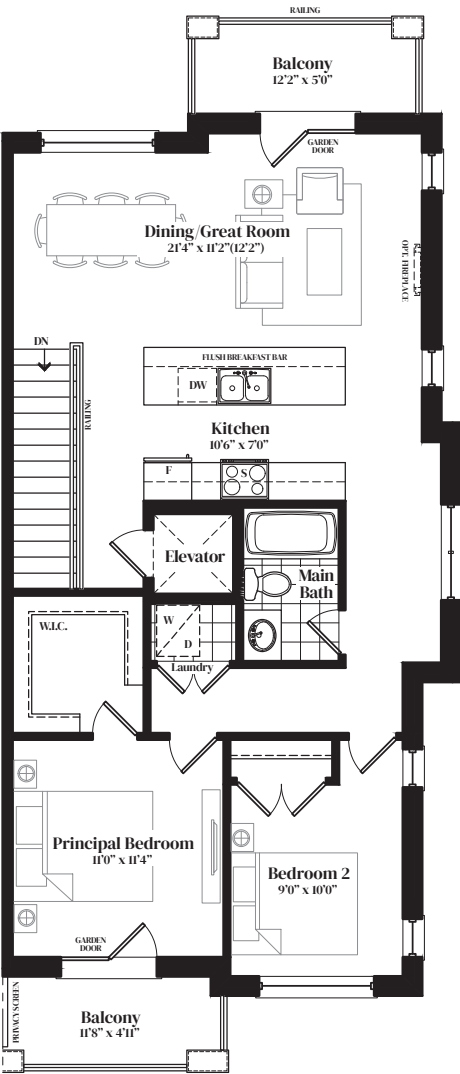 RAILING
Balcony
12'2" x 5'0"
GARDEN
DOOR
Dining/Great Room
21'4" x 11'2"(12'2")
OPT. FIREPLACE
DN
RAILING
FLUSH BREAKFAST BAR
DW
Kitchen
10'6" x 7'0"
F
S
Elevator
Main
Bath
W.I.C.
W
D
Laundry
Principal Bedroom
11'0" x 11'4"
Bedroom 2
9'0" x 10'0"
GARDEN
DOOR
PRIVACY SCREEN
Balcony
11'8" x 4'11"